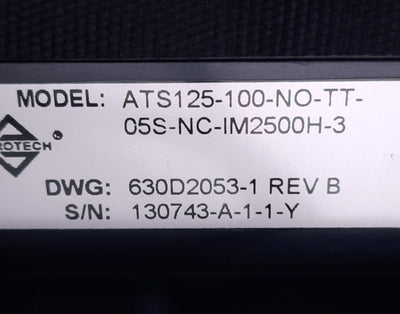 MODEL: ATS125-100-NO-TT-
05S-NC-IM2500H-3
ROTECH
DWG: 630D2053-1 REV B
S/N: 130743-A-1-1-Y